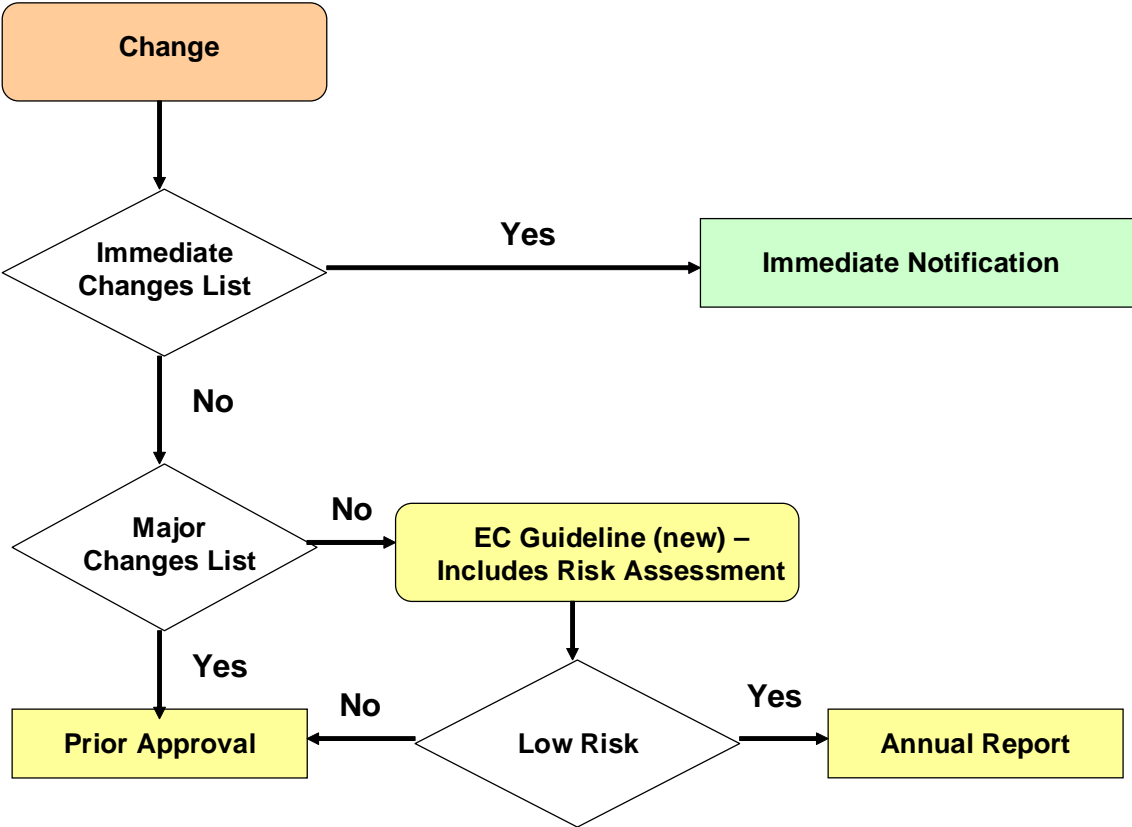 Change
Yes
Immediate
Changes List
Immediate Notification
No
No
Major
Changes List
EC Guideline (new) –
Includes Risk Assessment
Yes
No
Yes
Prior Approval
Low Risk
Annual Report